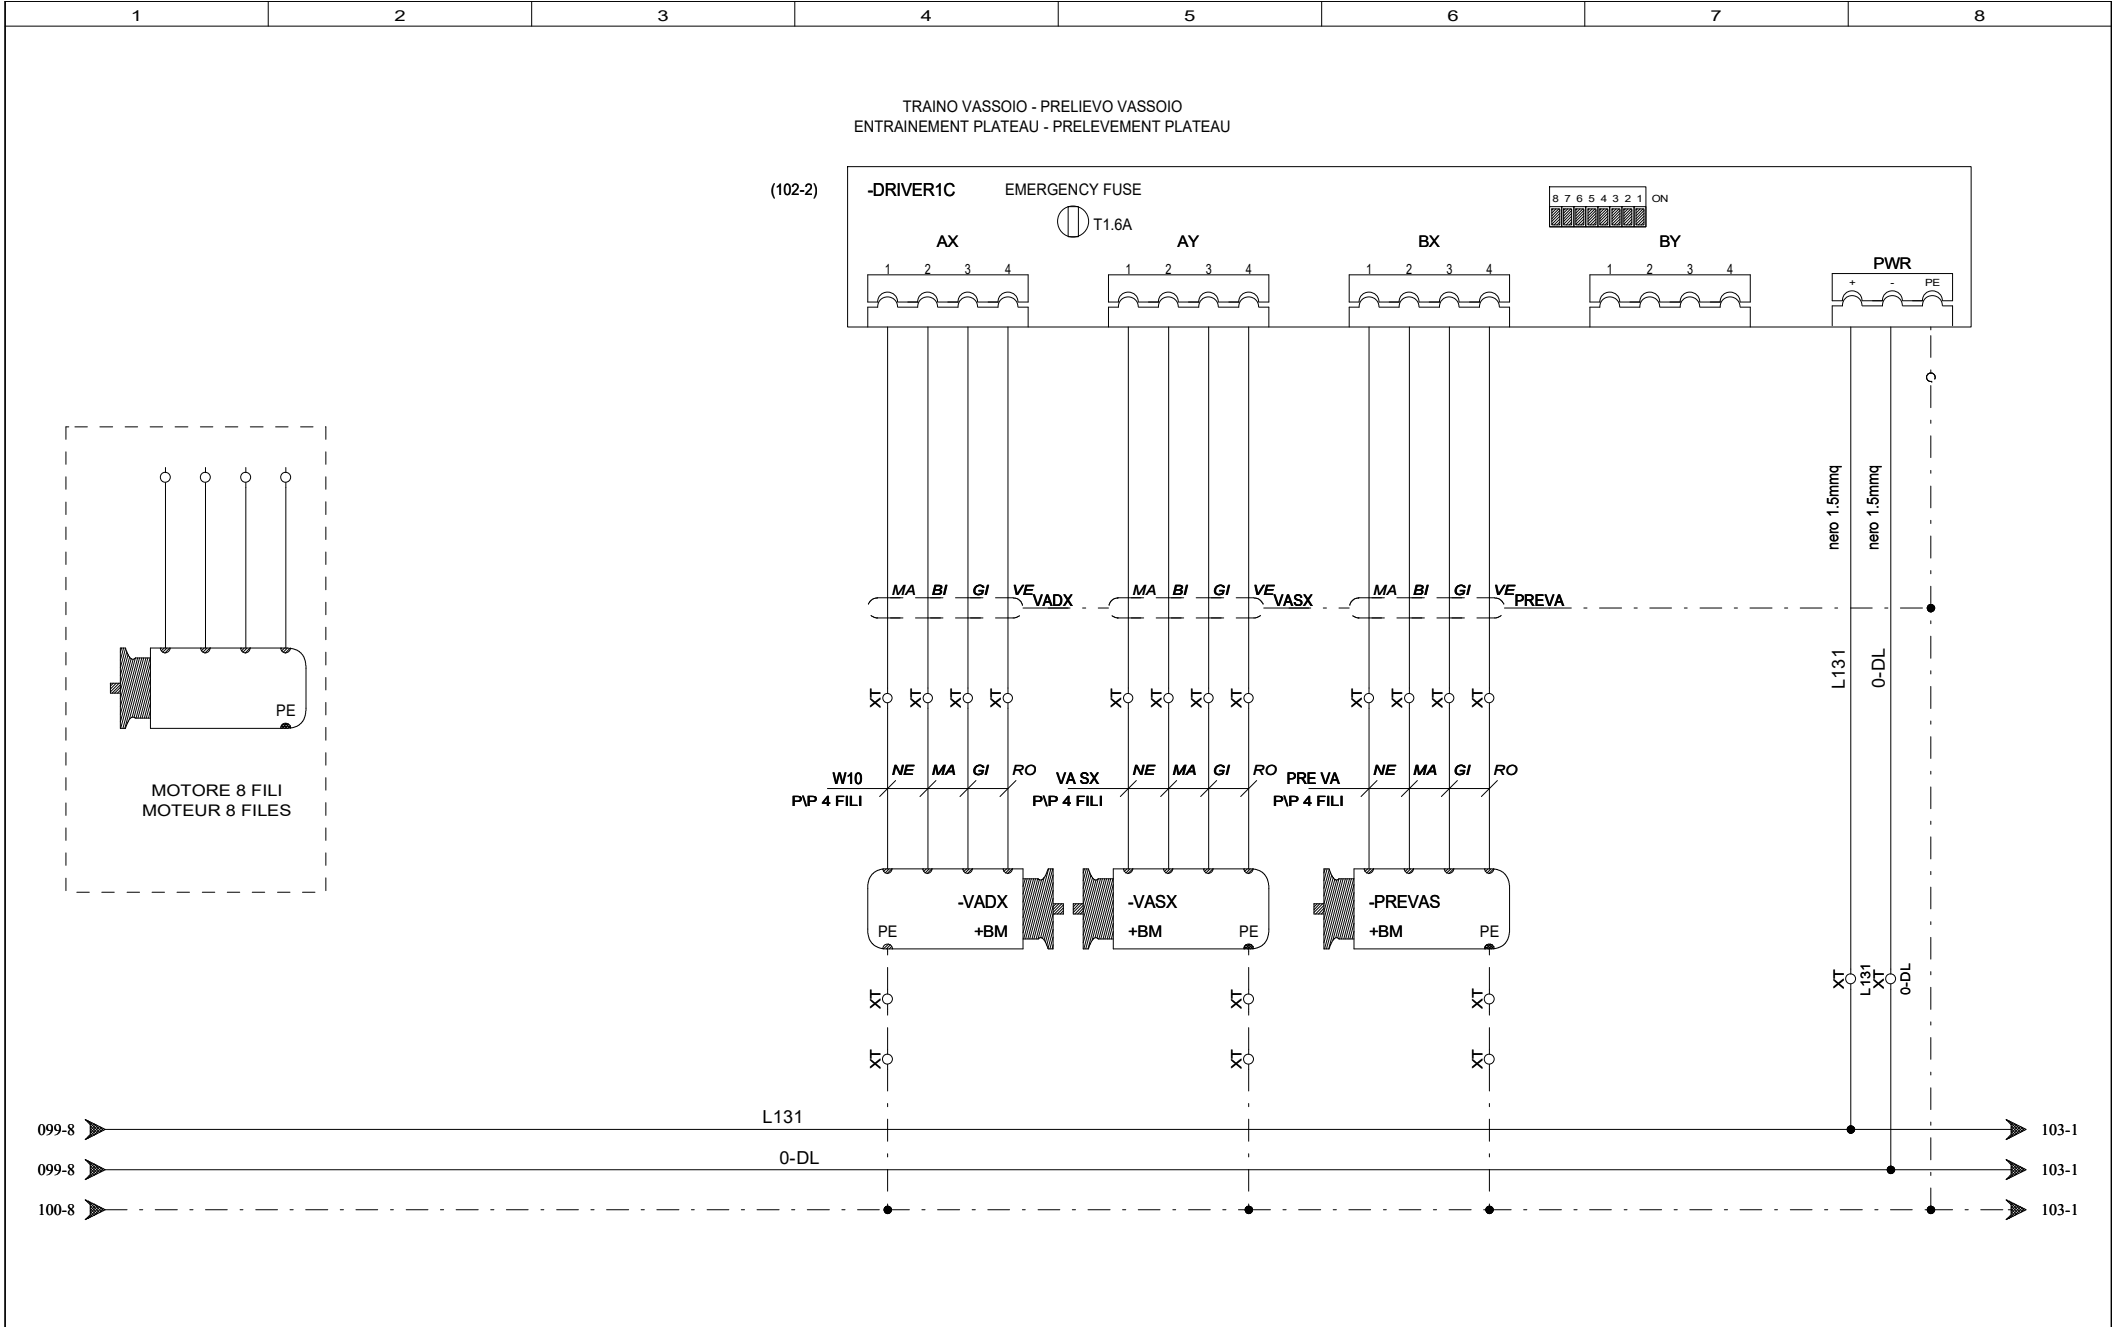 1 2 3 4 5 6 7 8
TRAINO VASSOIO - PRELIEVO VASSOIO
ENTRAINEMENT PLATEAU - PRELEVEMENT PLATEAU
(102-2) -DRIVER1C EMERGENCY FUSE
8 7 6 5 4 3 2 1 ON
T1.6A
AX AY BX BY PWR
1 2 3 4 1 2 3 4 1 2 3 4 1 2 3 4 + - PE
nero 1.5mmq nero 1.5mmq
MA BI GI VE VADX MA BI GI VE VASX MA BI GI VE PREVA
L131 0-DL
XT XT XT XT XT XT XT XT XT XT XT XT
PE
MOTORE 8 FILI
MOTEUR 8 FILES
W10 NE MA GI RO VA SX NE MA GI RO PRE VA NE MA GI RO
P\P 4 FILI P\P 4 FILI P\P 4 FILI
-VADX -VASX -PREVAS
PE +BM +BM PE +BM PE
XT L131 XT 0-DL
XT XT XT
XT XT XT
099-8 L131 103-1
099-8 0-DL 103-1
100-8 103-1